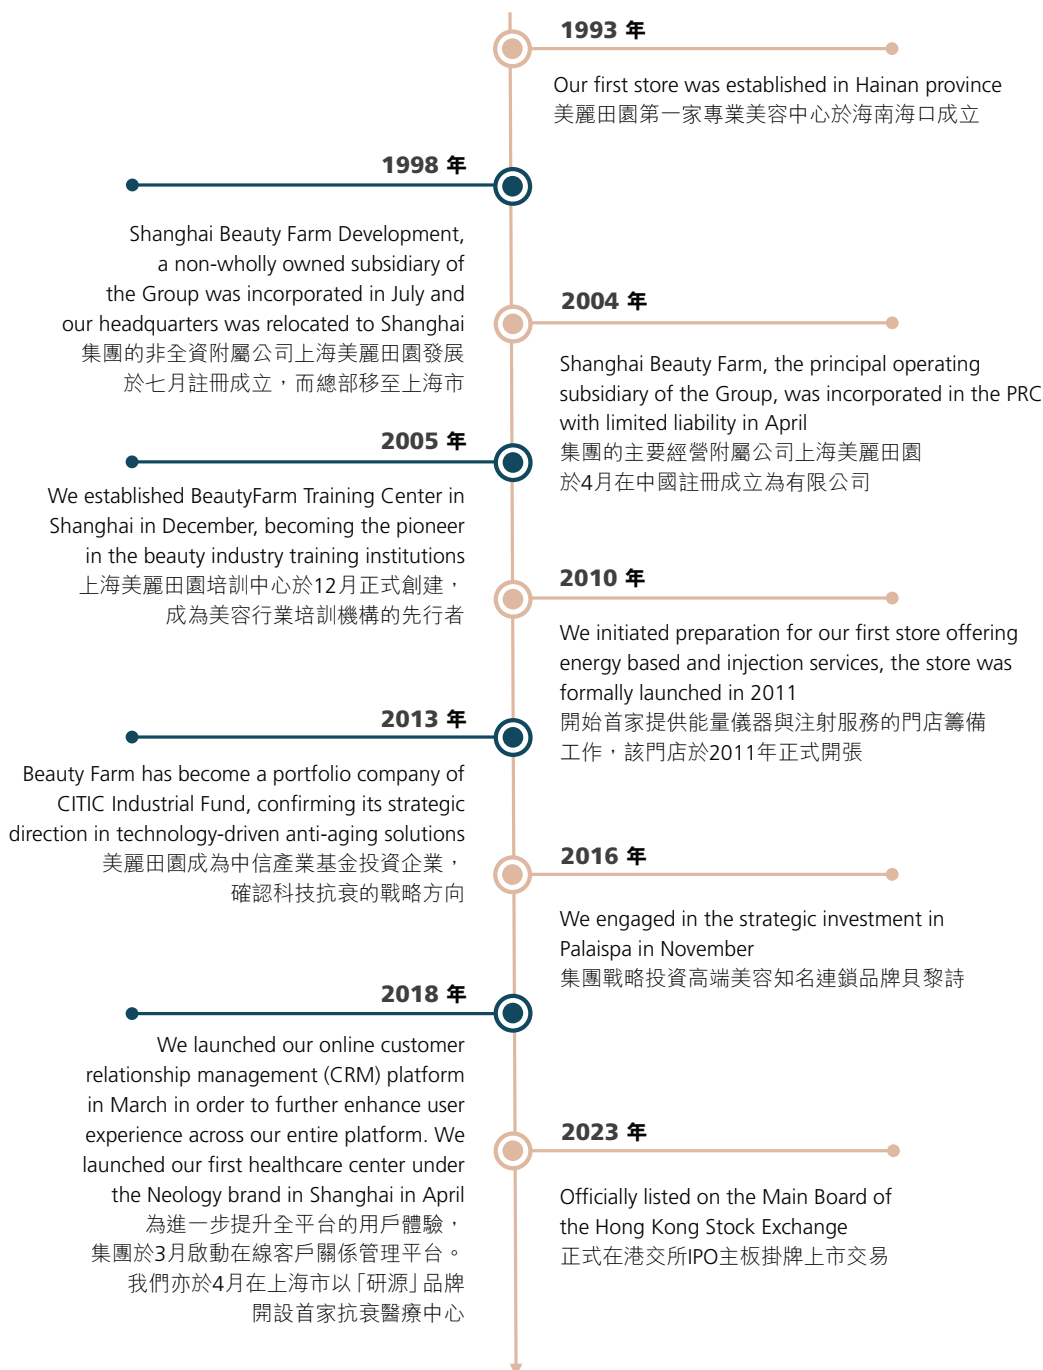 1993 年
Our first store was established in Hainan province
美麗田園第一家專業美容中心於海南海口成立
1998 年
Shanghai Beauty Farm Development,
a non-wholly owned subsidiary of
the Group was incorporated in July and
our headquarters was relocated to Shanghai
集團的非全資附屬公司上海美麗田園發展
於七月註冊成立，而總部移至上海市
2004 年
Shanghai Beauty Farm, the principal operating
subsidiary of the Group, was incorporated in the PRC
with limited liability in April
集團的主要經營附屬公司上海美麗田園
於4月在中國註冊成立為有限公司
2005 年
We established BeautyFarm Training Center in
Shanghai in December, becoming the pioneer
in the beauty industry training institutions
上海美麗田園培訓中心於12月正式創建，
成為美容行業培訓機構的先行者
2010 年
We initiated preparation for our first store offering
energy based and injection services, the store was
formally launched in 2011
開始首家提供能量儀器與注射服務的門店籌備
工作，該門店於2011年正式開張
2013 年
Beauty Farm has become a portfolio company of
CITIC Industrial Fund, confirming its strategic
direction in technology-driven anti-aging solutions
美麗田園成為中信產業基金投資企業，
確認科技抗衰的戰略方向
2016 年
We engaged in the strategic investment in
Palaispa in November
集團戰略投資高端美容知名連鎖品牌貝黎詩
2018 年
We launched our online customer
relationship management (CRM) platform
in March in order to further enhance user
experience across our entire platform. We
launched our first healthcare center under
the Neology brand in Shanghai in April
為進一步提升全平台的用戶體驗，
集團於3月啟動在線客戶關係管理平台。
我們亦於4月在上海市以「研源」品牌
開設首家抗衰醫療中心
2023 年
Officially listed on the Main Board of
the Hong Kong Stock Exchange
正式在港交所IPO主板掛牌上市交易